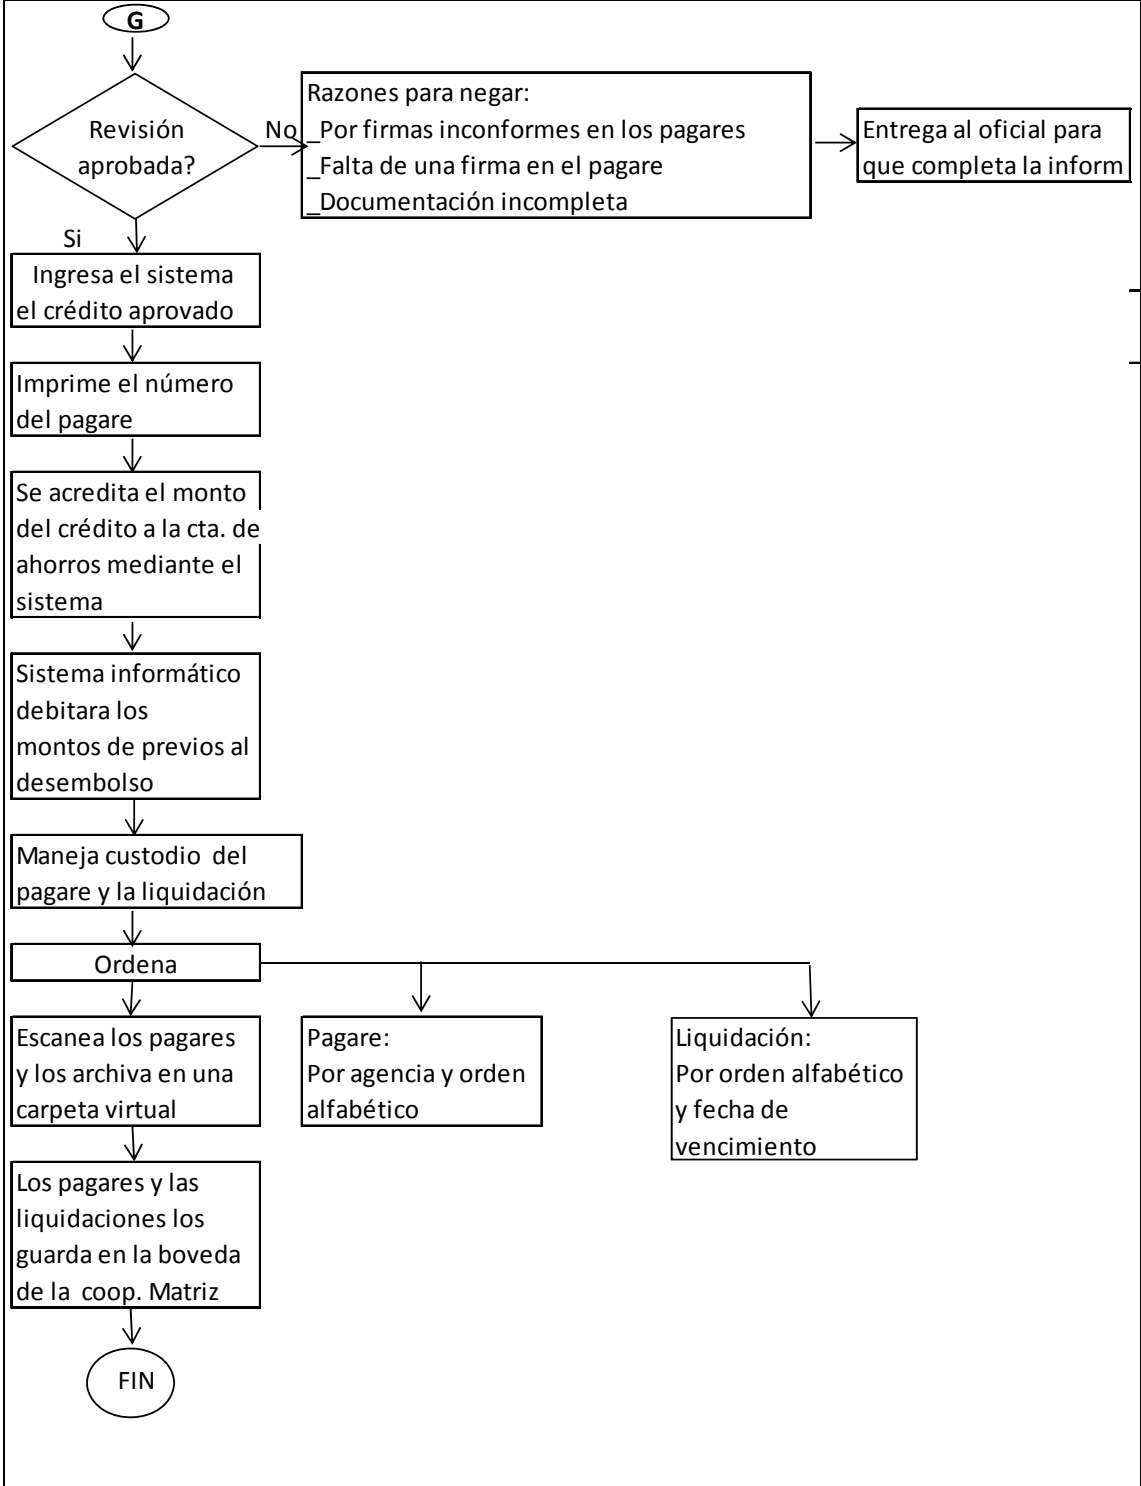 G
Revisión
aprobada?
No
Razones para negar:
_Por firmas inconformes en los pagares
_Falta de una firma en el pagare
_Documentación incompleta
Entrega al oficial para
que completa la inform
Si
Ingresa el sistema
el crédito aprovado
Imprime el número
del pagare
Se acredita el monto
del crédito a la cta. de
ahorros mediante el
sistema
Sistema informático
debitara los
montos de previos al
desembolso
Maneja custodio del
pagare y la liquidación
Ordena
Escanea los pagares
y los archiva en una
carpeta virtual
Pagare:
Por agencia y orden
alfabético
Liquidación:
Por orden alfabético
y fecha de
vencimiento
Los pagares y las
liquidaciones los
guarda en la boveda
de la coop. Matriz
FIN